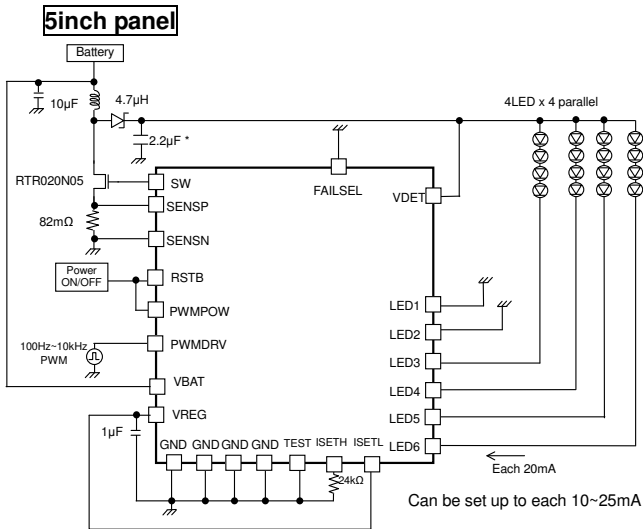 5inch panel
Battery
10µF
4.7µH
2.2µF *
4LED x 4 parallel
RTR020N05
SW
FAILSEL
VDET
SENSP
82mΩ
SENSN
Power
ON/OFF
RSTB
PWMPOW
LED1
LED2
100Hz~10kHz
PWM
PWMDRV
LED3
VBAT
LED4
VREG
LED5
1µF
GND GND GND GND TEST ISETH ISETL
LED6
24kΩ
Each 20mA
Can be set up to each 10~25mA